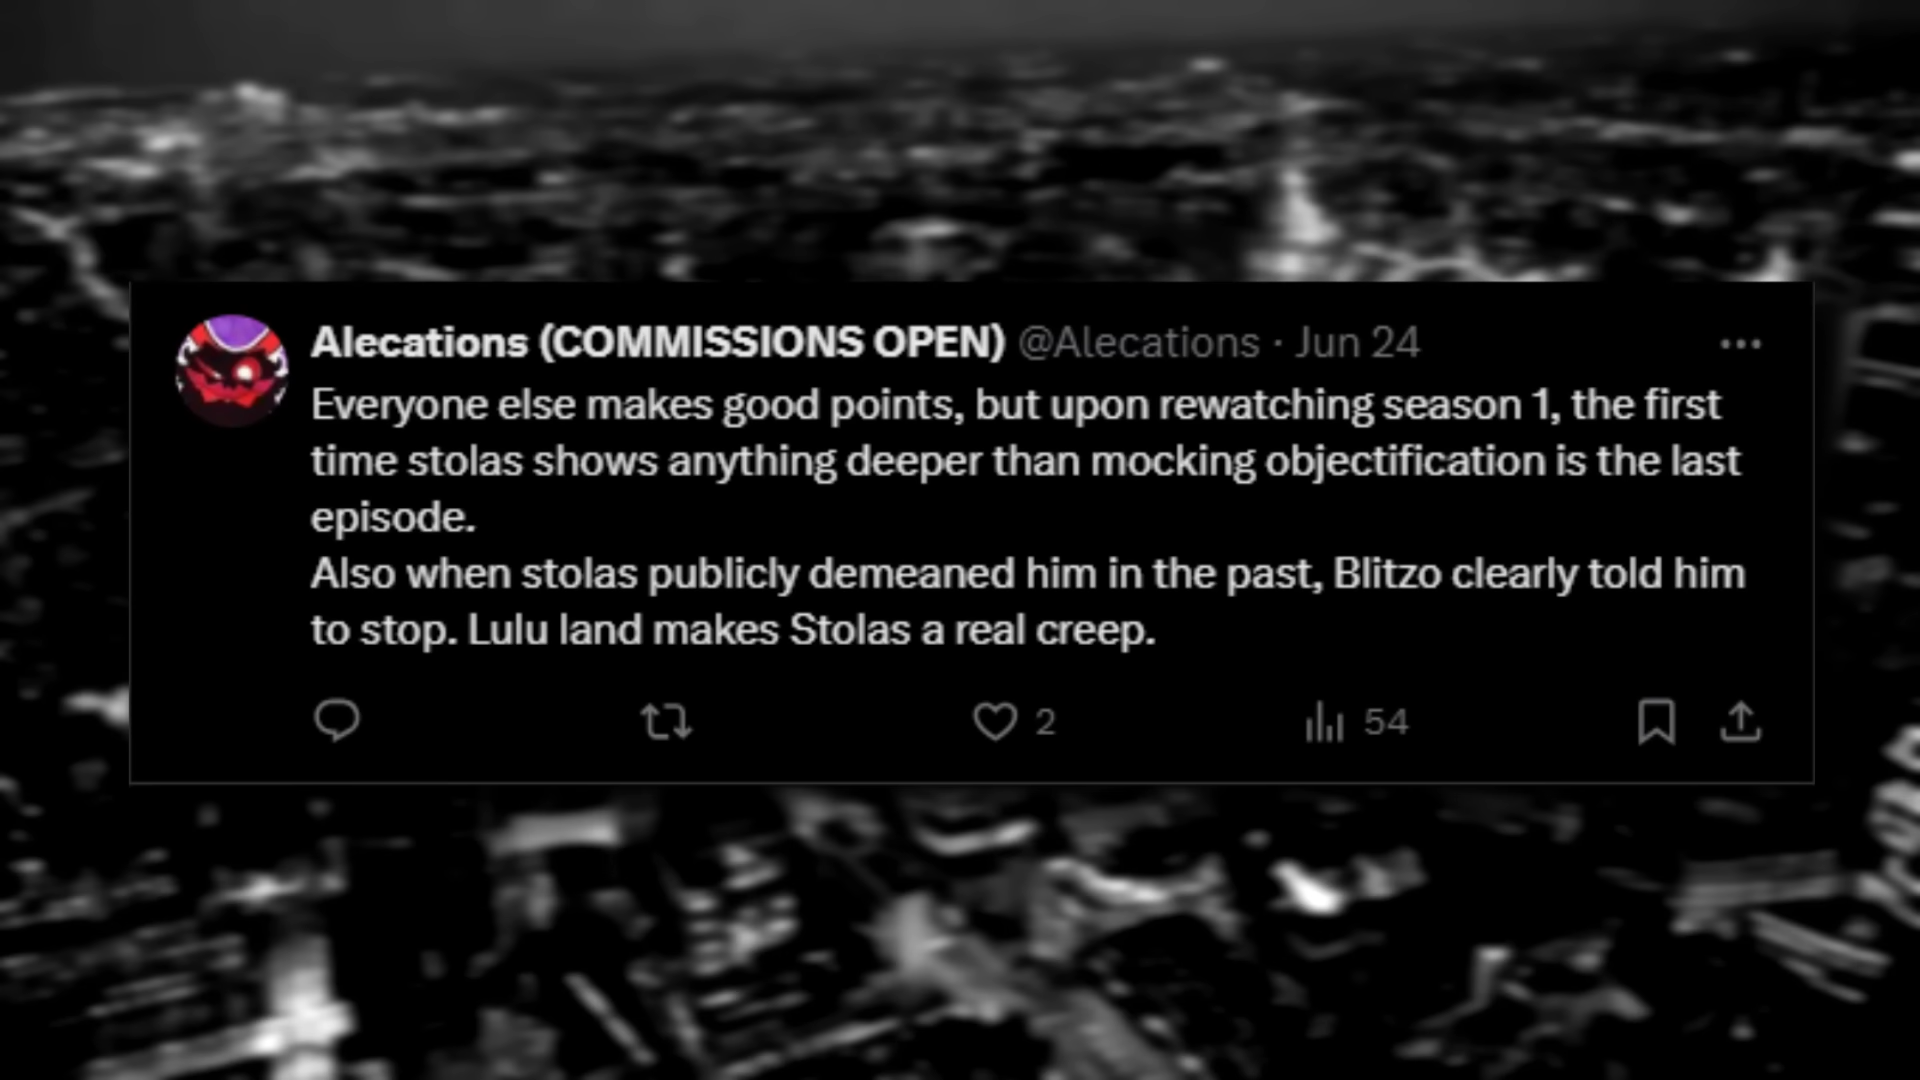 Alecations (COMMISSIONS OPEN) @Alecations · Jun 24
Everyone else makes good points, but upon rewatching season 1, the first
time stolas shows anything deeper than mocking objectification is the last
episode.
Also when stolas publicly demeaned him in the past, Blitzo clearly told him
to stop. Lulu land makes Stolas a real creep.
2 54